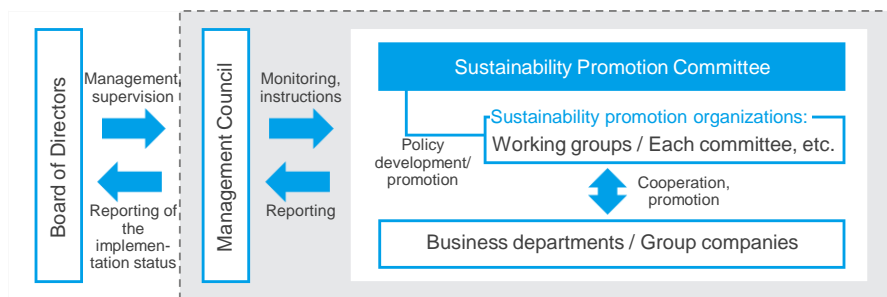 Board of Directors
Management,
supervision
Reporting of
the
implemen-
tation status
Management Council
Monitoring,
instructions
Reporting
Sustainability Promotion Committee
Policy
development/
promotion
Sustainability promotion organizations:
Working groups / Each committee, etc.
Cooperation,
promotion
Business departments / Group companies